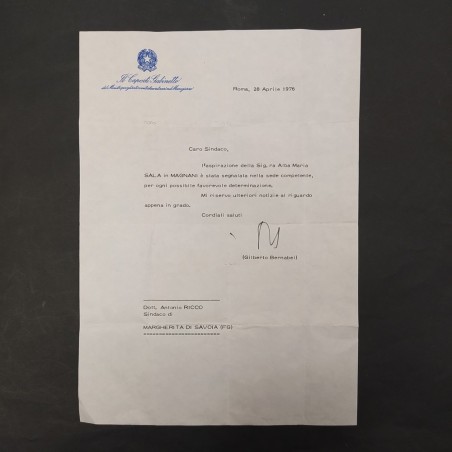 Il Capo di Gabinetto
Roma, 28 Aprile 1976
Caro Sindaco,
l'aspirazione della Sig.ra Alba Maria
SALA in MAGNANI è stata segnalata nella sede competente,
per ogni possibile favorevole determinazione.
Mi riservo ulteriori notizie al riguardo
appena in grado.
Cordiali saluti
(Gilberto Bernabei)
Dott. Antonio RICCO
Sindaco di
MARGHERITA DI SAVOIA (FG)